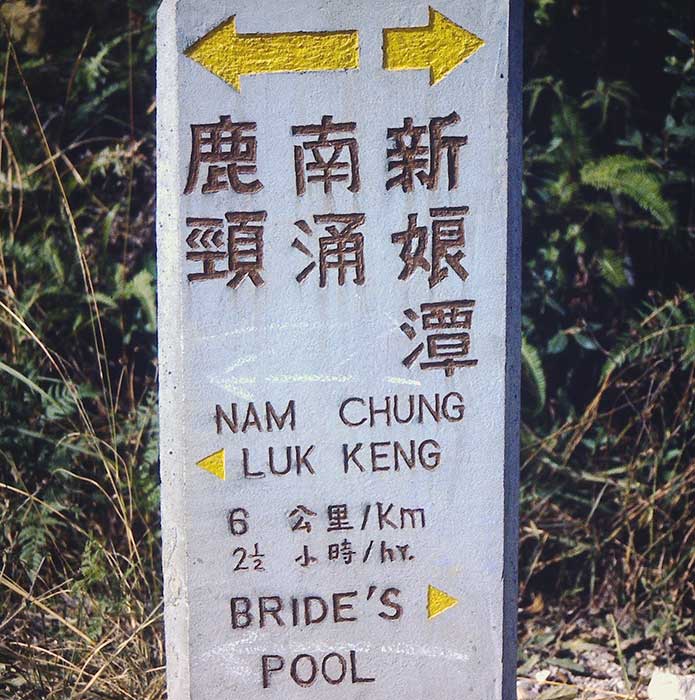 新娘潭
南涌
鹿頸
NAM CHUNG
LUK KENG
6 公里/Km
2½ 小時/hr.
BRIDE'S
POOL